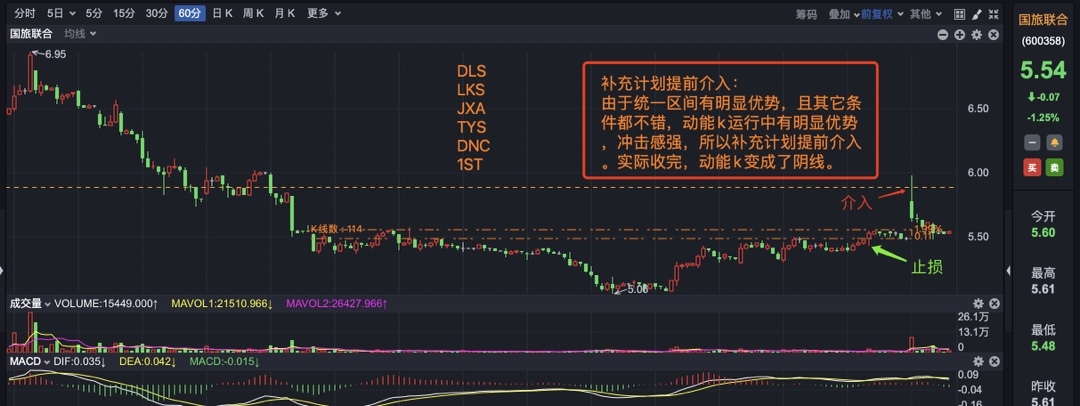 分时 5日 5分 15分 30分 60分 日K 周K 月K 更多 筹码 叠加 前复权 其他
国旅联合 均线
6.95
6.50
6.00
5.50
DLS
LKS
JXA
TYS
DNC
1ST
补充计划提前介入：
由于统一区间有明显优势，且其它条
件都不错，动能k运行中有明显优势
，冲击感强，所以补充计划提前介入
。实际收完，动能k变成了阴线。
介入
K线数：114
止损
5.00
成交量 VOLUME:15449.000↑ MAVOL1:21510.966↓ MAVOL2:26427.966↑
26.1万
13.1万
0
MACD DIF:0.035↓ DEA:0.042↓ MACD:-0.015↓
0.09
-0.04
-0.16
国旅联合
(600358)
5.54
-0.07
-1.25%
买 卖
今开
5.60
最高
5.61
最低
5.48
昨收
5.61